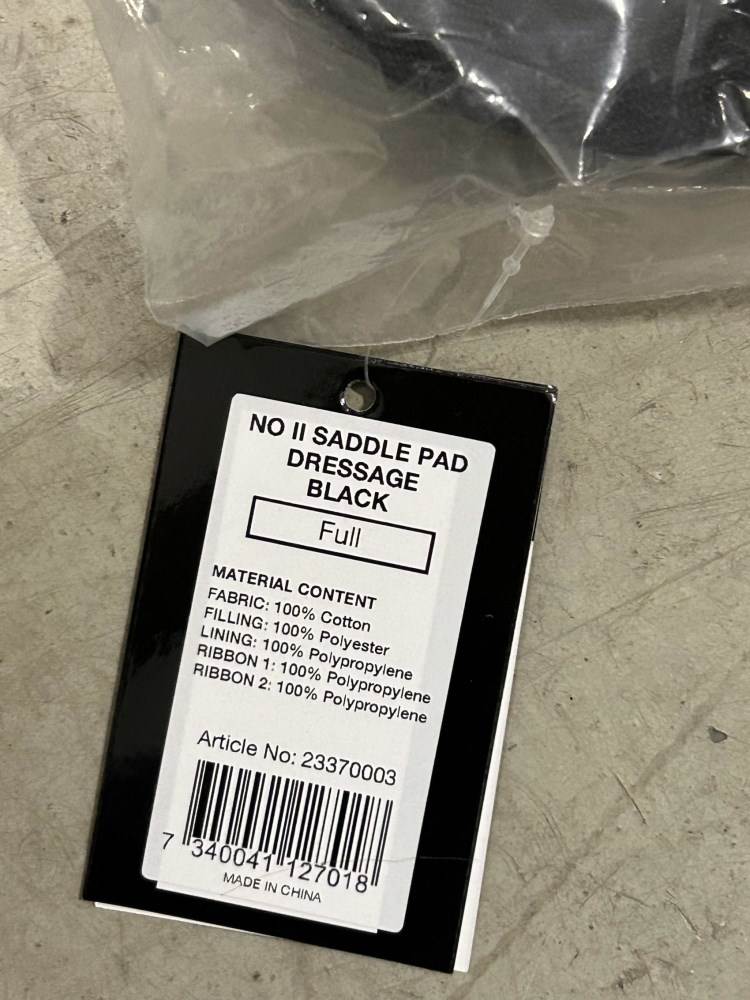 NO II SADDLE PAD
DRESSAGE
BLACK
Full
MATERIAL CONTENT
FABRIC: 100% Cotton
FILLING: 100% Polyester
LINING: 100% Polypropylene
RIBBON 1: 100% Polypropylene
RIBBON 2: 100% Polypropylene
Article No: 23370003
7 340041 127018
MADE IN CHINA